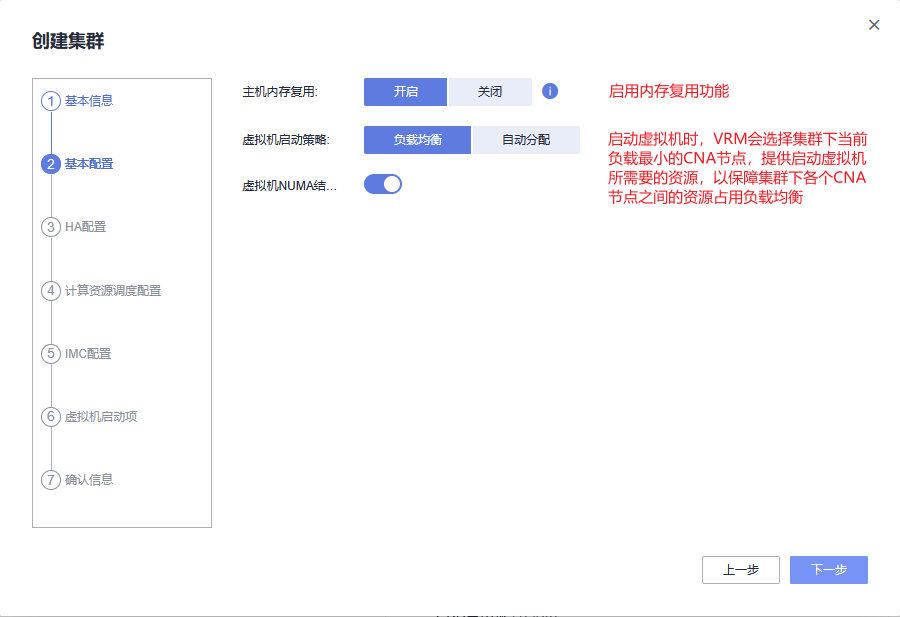 创建集群
1 基本信息
2 基本配置
3 HA配置
4 计算资源调度配置
5 IMC配置
6 虚拟机启动项
7 确认信息
主机内存复用: 开启 关闭 i
启用内存复用功能
虚拟机启动策略: 负载均衡 自动分配
启动虚拟机时，VRM会选择集群下当前
负载最小的CNA节点，提供启动虚拟机
所需要的资源，以保障集群下各个CNA
节点之间的资源占用负载均衡
虚拟机NUMA结...
上一步 下一步